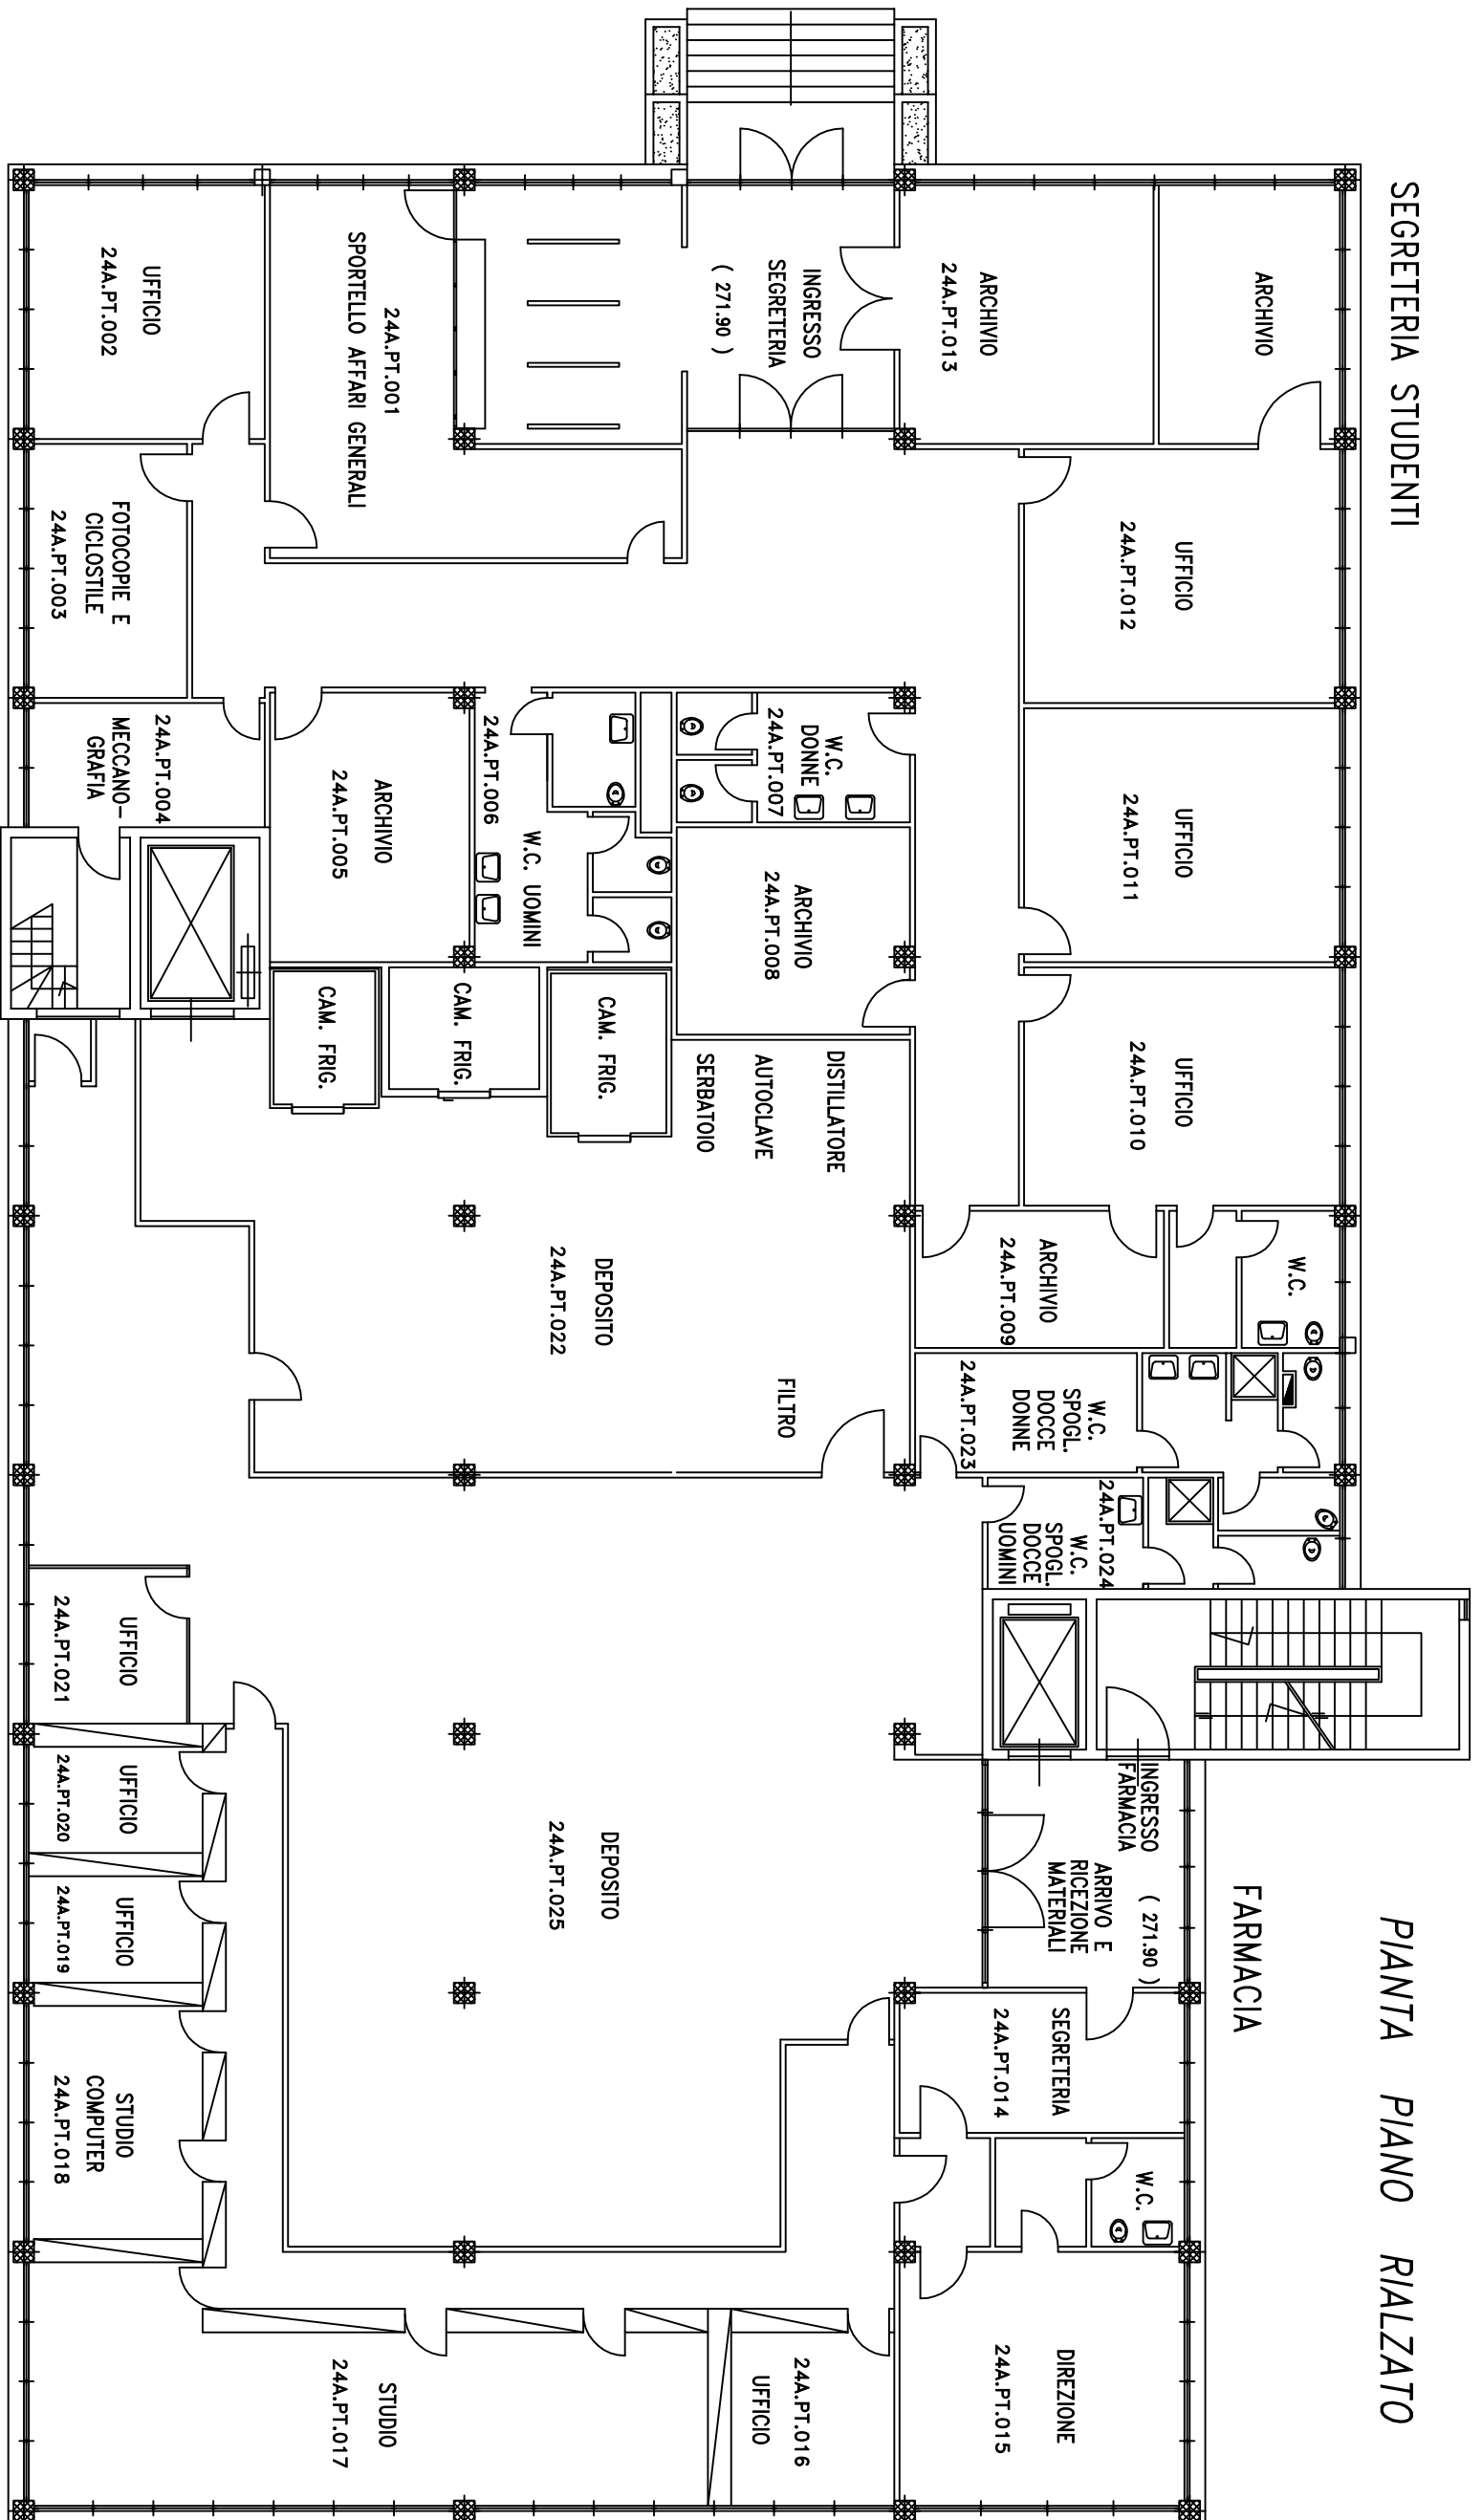 PIANTA PIANO RIALZATO
SEGRETERIA STUDENTI
FARMACIA
ARCHIVIO
ARCHIVIO
24A.PT.013
INGRESSO
SEGRETERIA
( 271.90 )
24A.PT.001
SPORTELLO AFFARI GENERALI
UFFICIO
24A.PT.002
UFFICIO
24A.PT.012
FOTOCOPIE E
CICLOSTILE
24A.PT.003
UFFICIO
24A.PT.011
W.C.
DONNE
24A.PT.007
ARCHIVIO
24A.PT.008
24A.PT.006
W.C. UOMINI
ARCHIVIO
24A.PT.005
24A.PT.004
MECCANO-
GRAFIA
UFFICIO
24A.PT.010
DISTILLATORE
AUTOCLAVE
SERBATOIO
CAM. FRIG.
CAM. FRIG.
CAM. FRIG.
W.C.
ARCHIVIO
24A.PT.009
DEPOSITO
24A.PT.022
FILTRO
W.C.
SPOGL.
DOCCE
DONNE
24A.PT.023
24A.PT.024
W.C.
SPOGL.
DOCCE
UOMINI
INGRESSO
FARMACIA
( 271.90 )
ARRIVO E
RICEZIONE
MATERIALI
DEPOSITO
24A.PT.025
UFFICIO
24A.PT.021
UFFICIO
24A.PT.020
UFFICIO
24A.PT.019
STUDIO
COMPUTER
24A.PT.018
SEGRETERIA
24A.PT.014
W.C.
DIREZIONE
24A.PT.015
24A.PT.016
UFFICIO
STUDIO
24A.PT.017